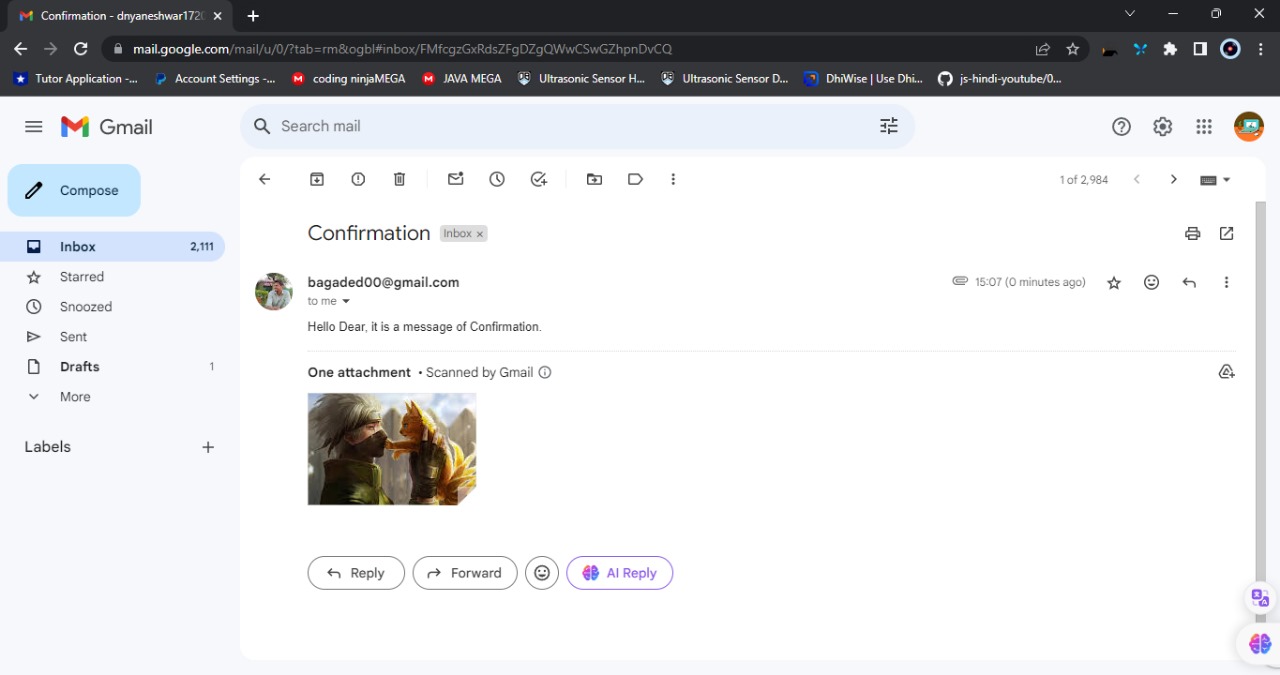 Confirmation - dnyaneshwar172
mail.google.com/mail/u/0/?tab=rm&ogbl#inbox/FMfcgzGxRdsZFgDZgQWwCSwGZhpnDvCQ
Tutor Application -...
Account Settings -...
coding ninjaMEGA
JAVA MEGA
Ultrasonic Sensor H...
Ultrasonic Sensor D...
DhiWise | Use Dhi...
js-hindi-youtube/0...
Gmail
Search mail
Compose
1 of 2,984
Inbox 2,111
Starred
Snoozed
Sent
Drafts 1
More
Labels
Confirmation Inbox ×
bagaded00@gmail.com
15:07 (0 minutes ago)
to me
Hello Dear, it is a message of Confirmation.
One attachment • Scanned by Gmail
Reply
Forward
AI Reply